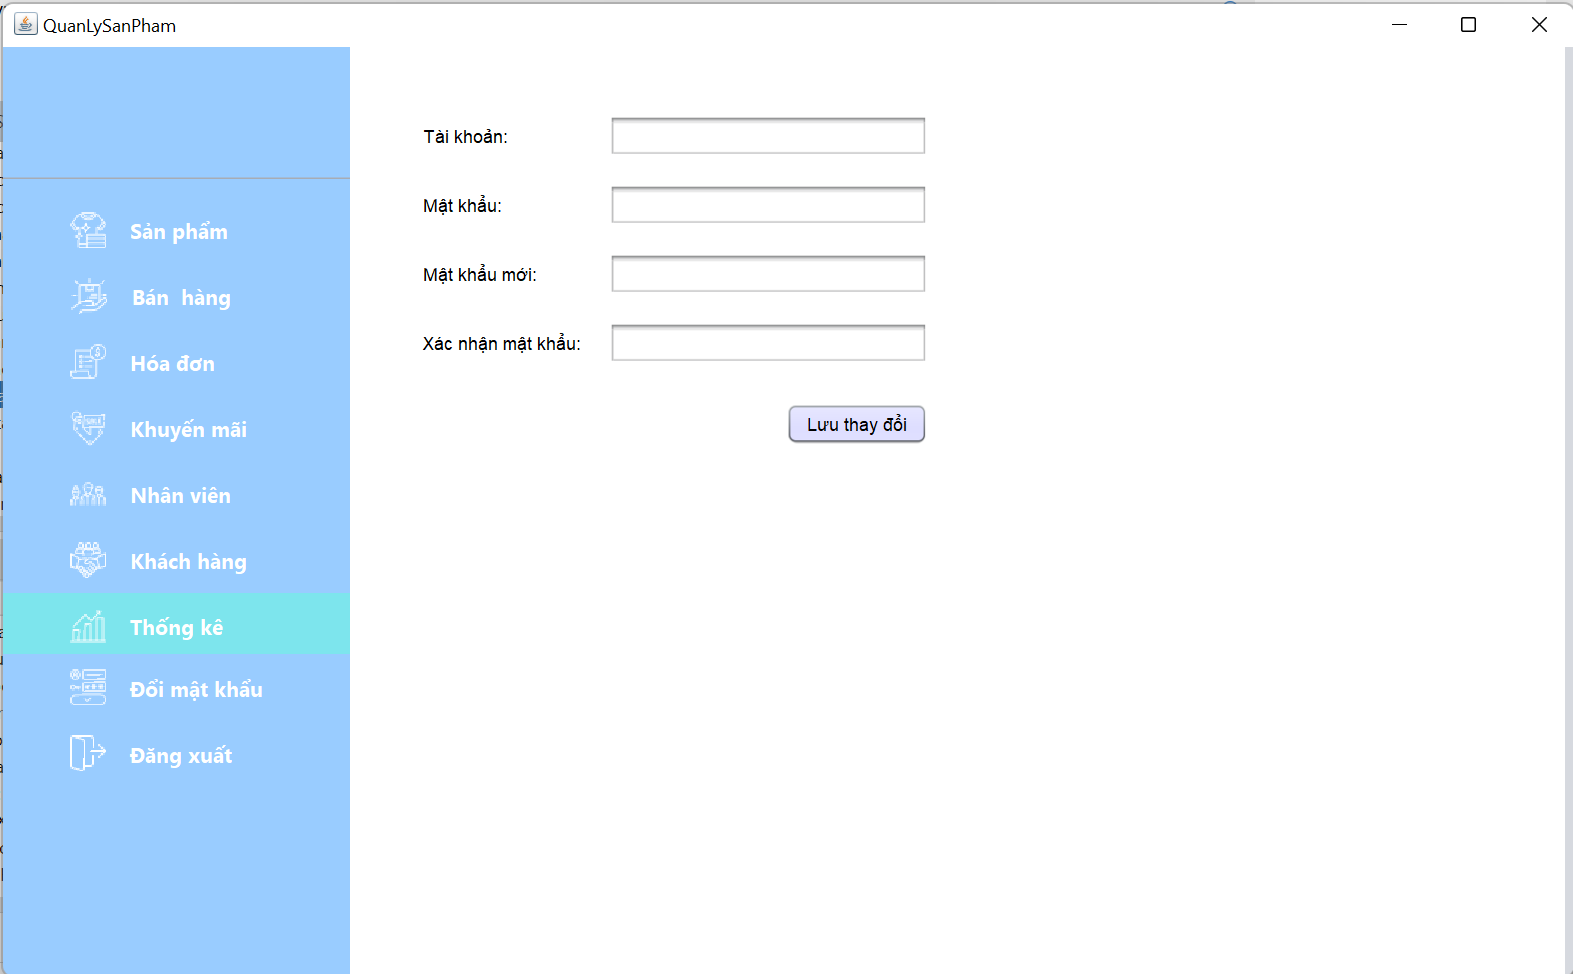 QuanLySanPham
Tài khoản:
Mật khẩu:
Mật khẩu mới:
Xác nhận mật khẩu:
Lưu thay đổi
Sản phẩm
Bán  hàng
Hóa đơn
Khuyến mãi
Nhân viên
Khách hàng
Thống kê
Đổi mật khẩu
Đăng xuất